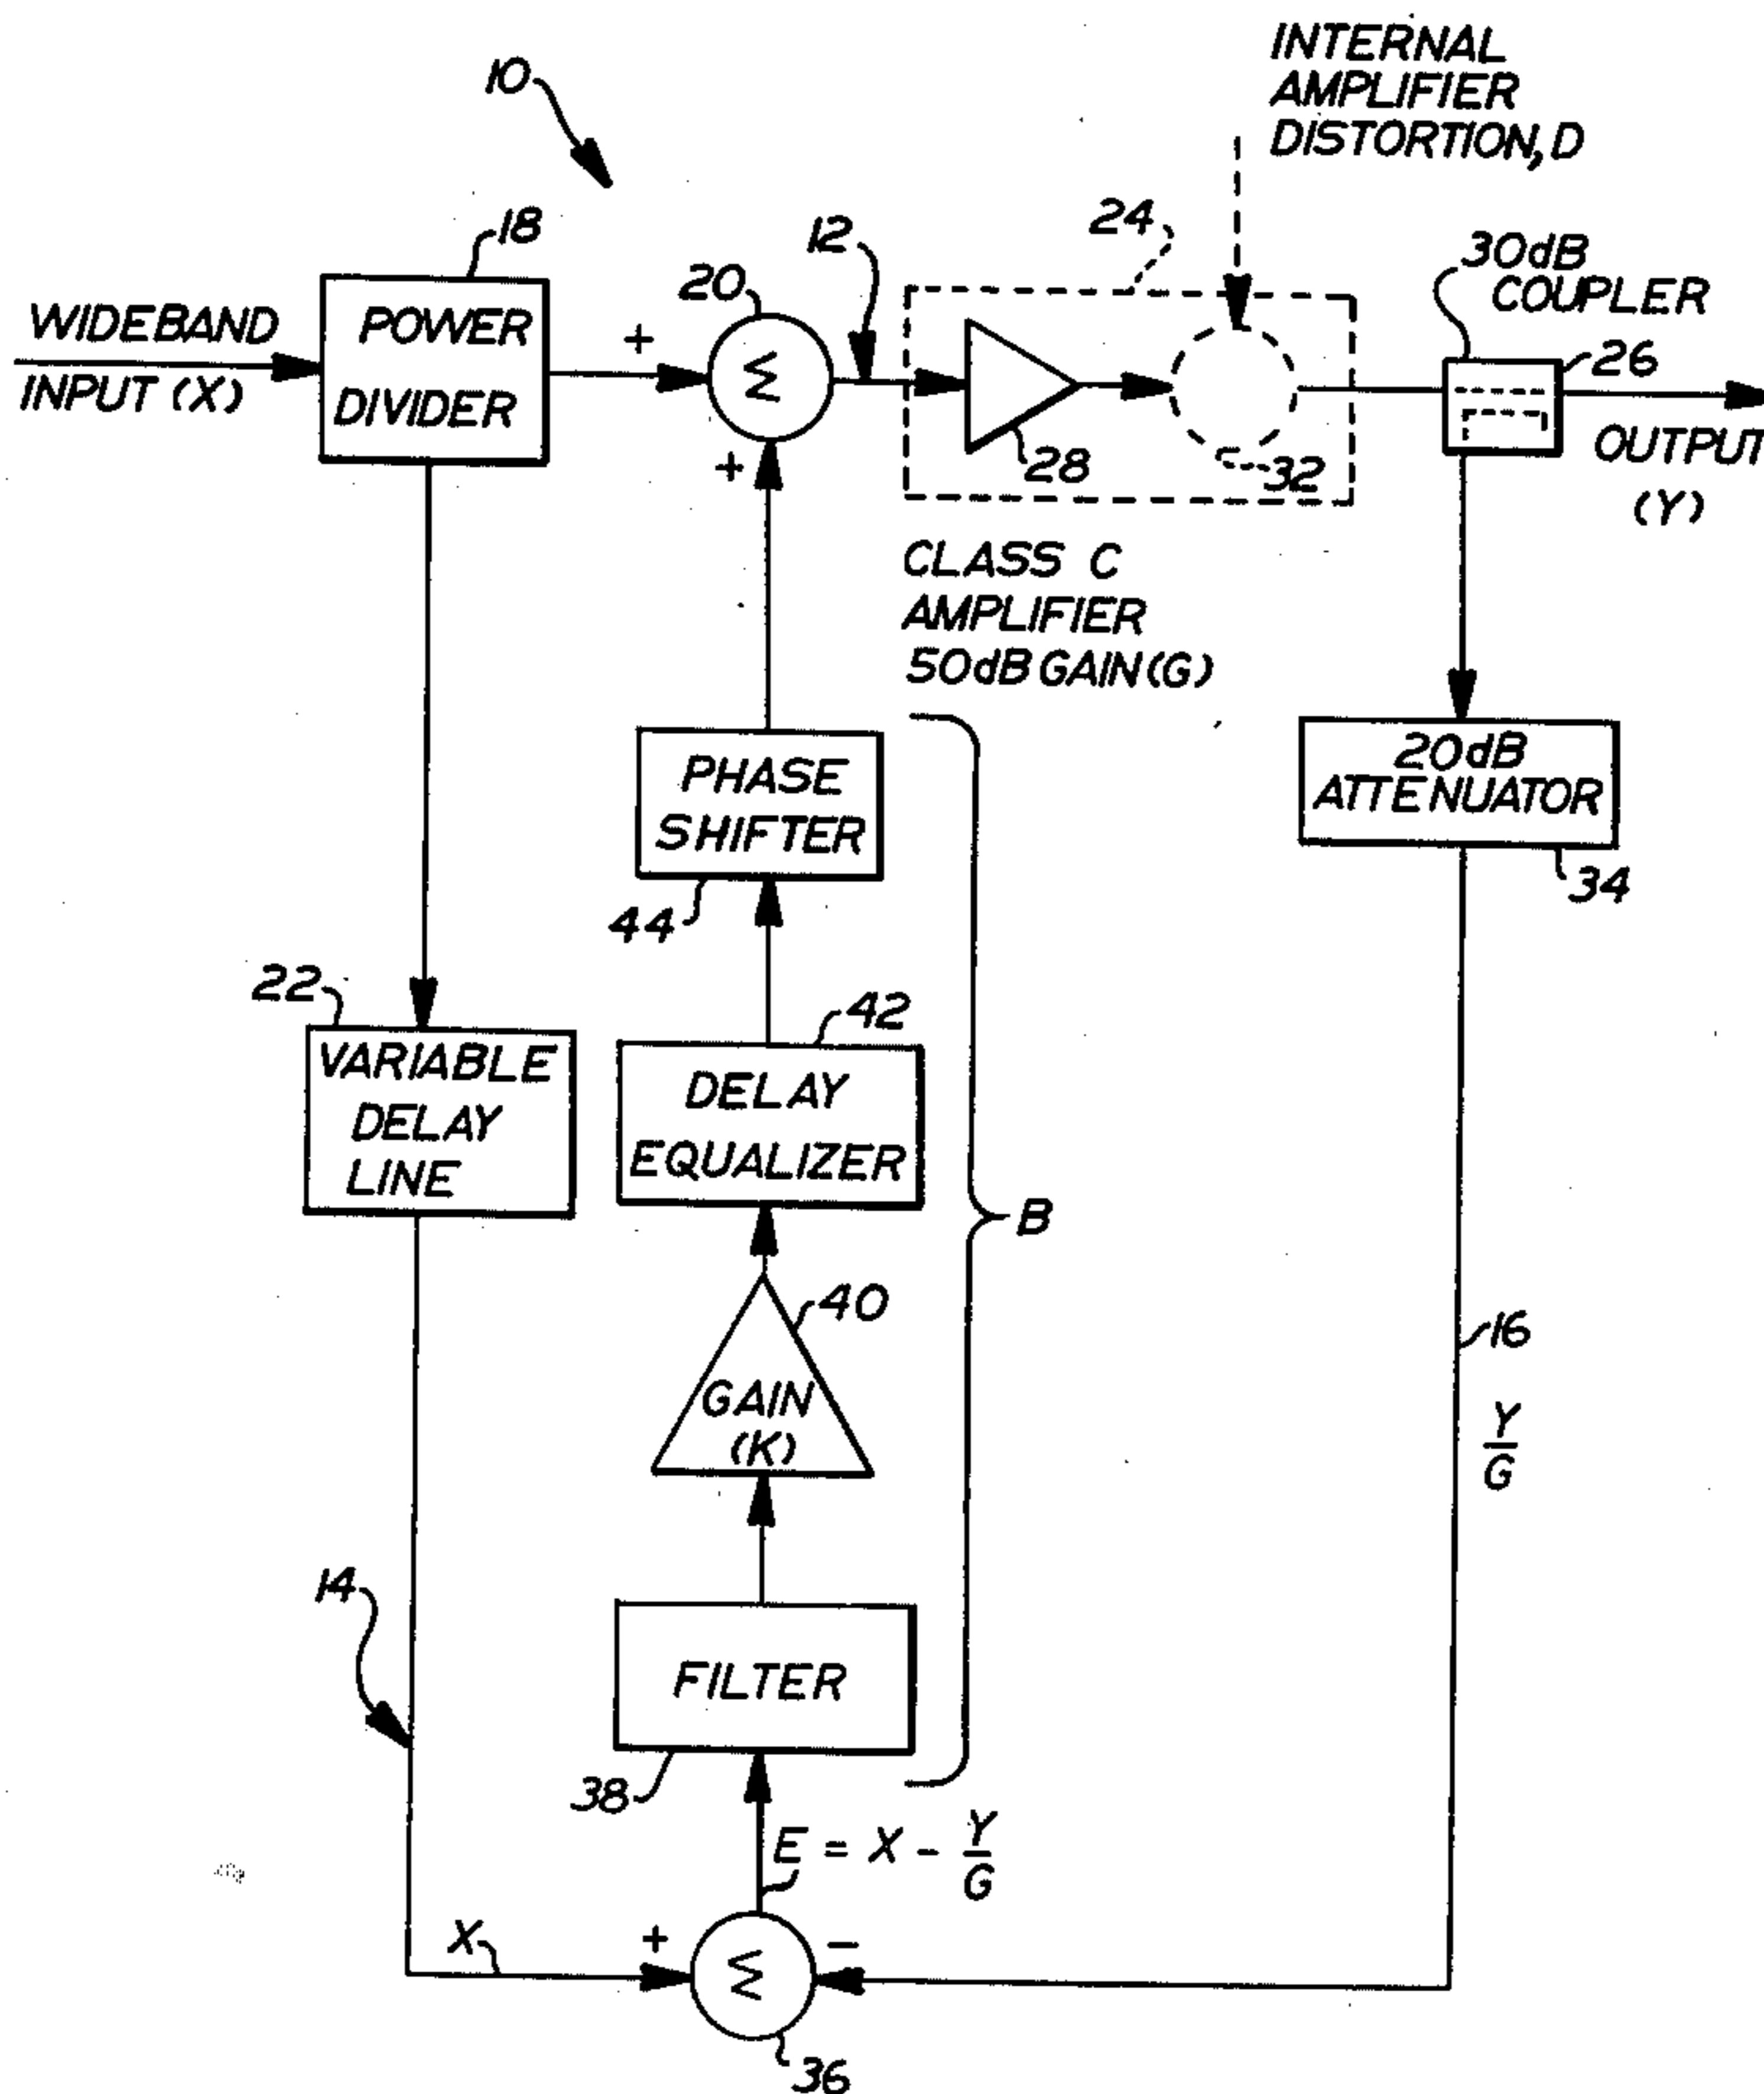 10
INTERNAL
AMPLIFIER
DISTORTION, D
18
12
24
30dB
COUPLER
20
26
WIDEBAND
INPUT (X)
POWER
DIVIDER
+
Σ
+
28
32
OUTPUT
(Y)
CLASS C
AMPLIFIER
50dB GAIN (G)
PHASE
SHIFTER
44
20dB
ATTENUATOR
34
22
VARIABLE
DELAY
LINE
42
DELAY
EQUALIZER
B
40
GAIN
(K)
16
Y
G
14
FILTER
38
E = X - Y/G
X
+
-
Σ
36